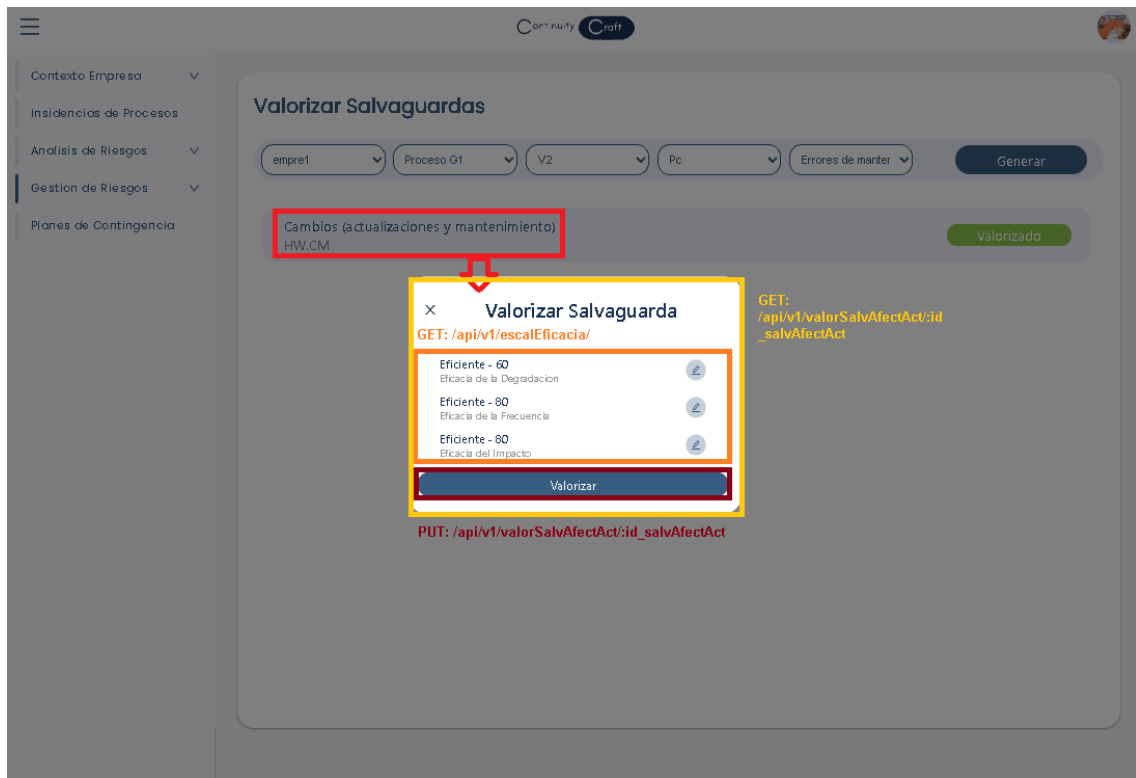 Continuity Craft
Contexto Empresa
Insidencias de Procesos
Analisis de Riesgos
Gestion de Riesgos
Planes de Contingencia
Valorizar Salvaguardas
empre1
Proceso G1
V2
Pc
Errores de manter
Generar
Cambios (actualizaciones y mantenimiento)
HW.CM
Valorizado
Valorizar Salvaguarda
GET: /api/v1/escalEficacia/
Eficiente - 60
Eficacia de la Degradacion
Eficiente - 80
Eficacia de la Frecuencia
Eficiente - 80
Eficacia del Impacto
Valorizar
GET:
/api/v1/valorSalvAfectAct/:id
_salvAfectAct
PUT: /api/v1/valorSalvAfectAct/:id_salvAfectAct